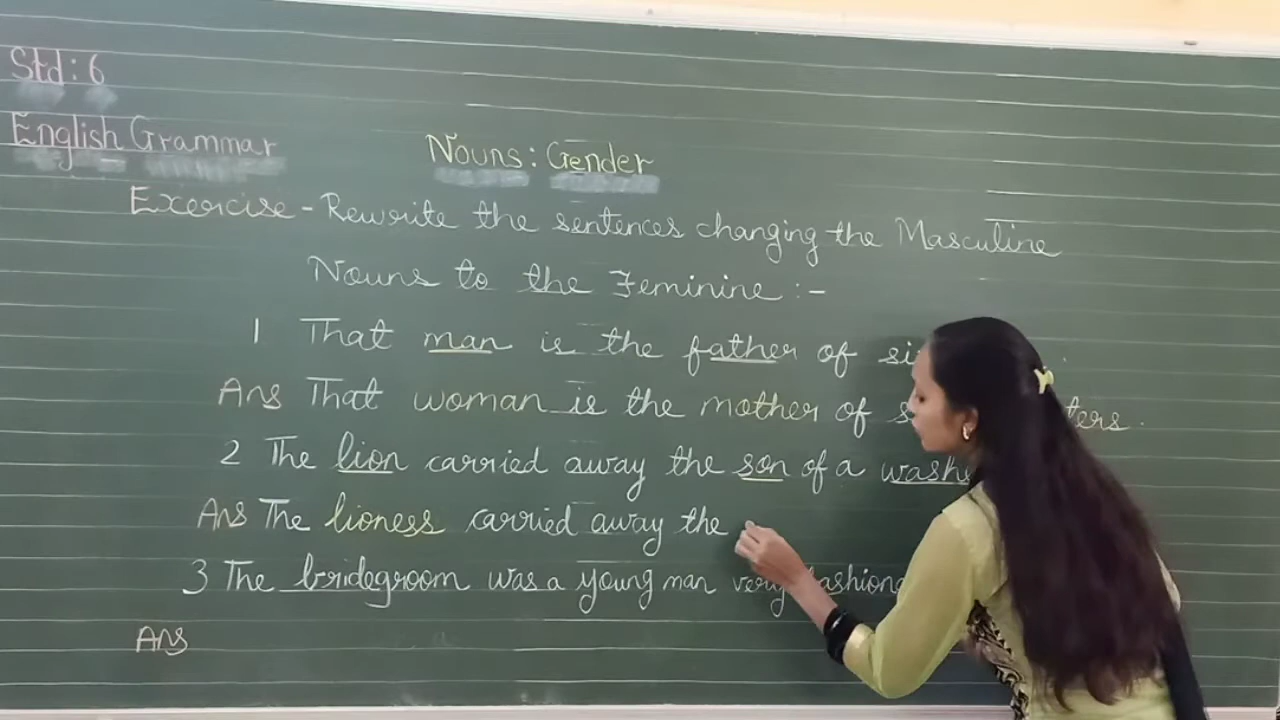 Std: 6
English Grammar
Nouns: Gender
Exercise - Rewrite the sentences changing the Masculine
Nouns to the Feminine :-
1 That man is the father of
Ans That woman is the mother of
2 The lion carried away the son of a
Ans The lioness carried away the
3 The bridegroom was a young man very
Ans